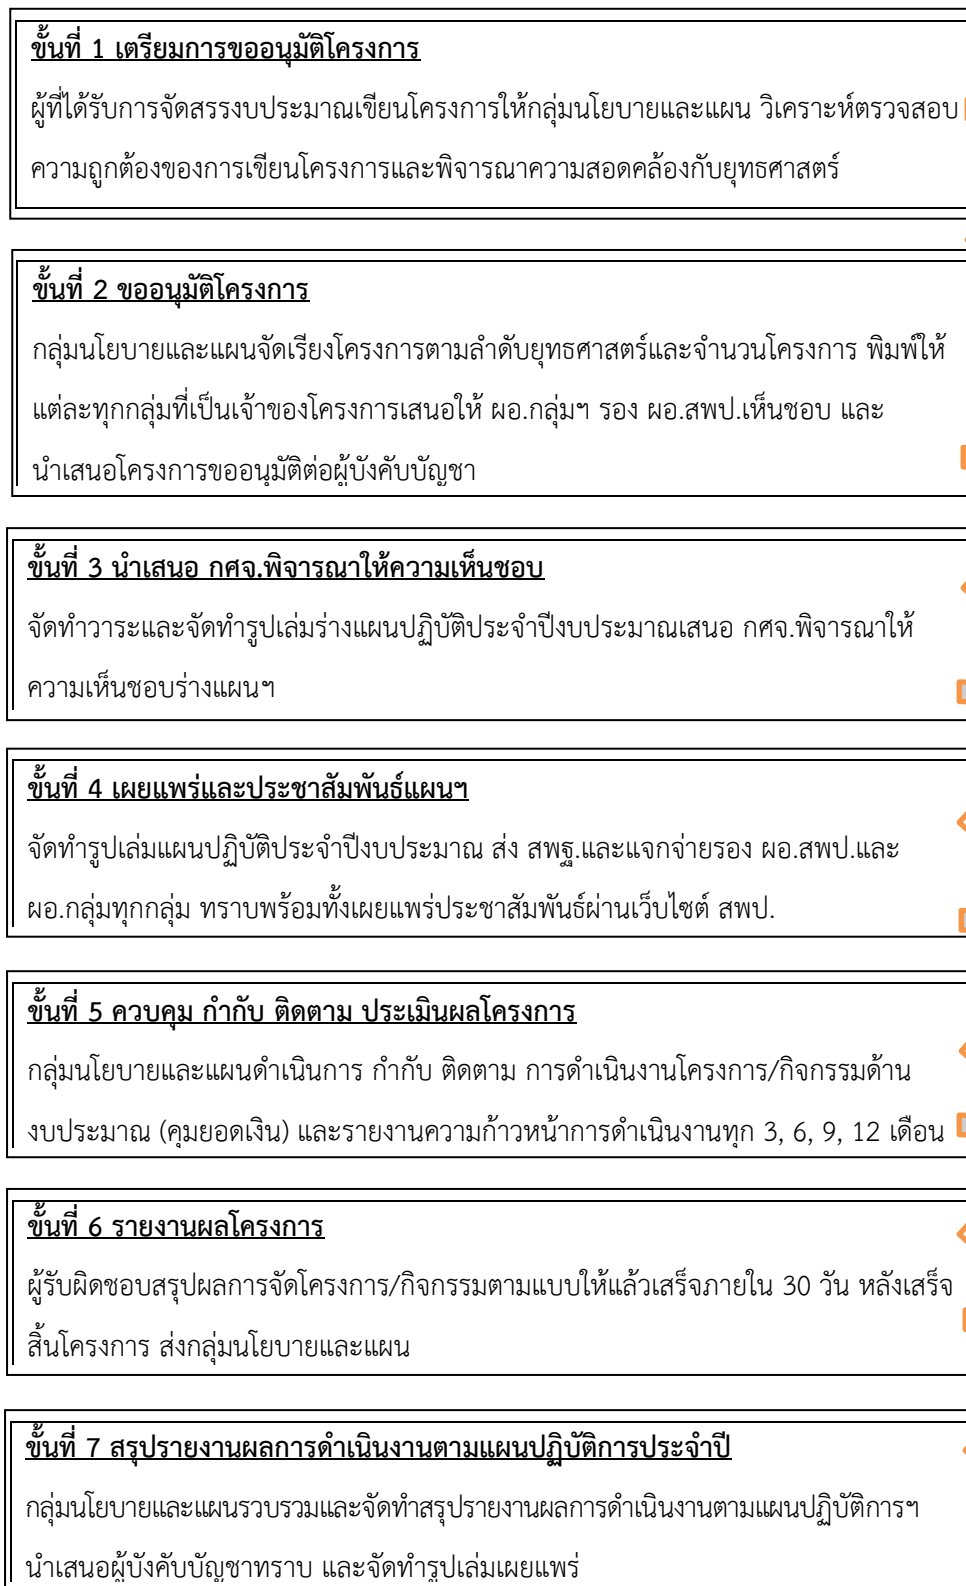 ขั้นที่ 1 เตรียมการขออนุมัติโครงการ
ผู้ที่ได้รับการจัดสรรงบประมาณเขียนโครงการให้กลุ่มนโยบายและแผน วิเคราะห์ตรวจสอบ
ความถูกต้องของการเขียนโครงการและพิจารณาความสอดคล้องกับยุทธศาสตร์
ขั้นที่ 2 ขออนุมัติโครงการ
กลุ่มนโยบายและแผนจัดเรียงโครงการตามลำดับยุทธศาสตร์และจำนวนโครงการ พิมพ์ให้
แต่ละทุกกลุ่มที่เป็นเจ้าของโครงการเสนอให้ ผอ.กลุ่มฯ รอง ผอ.สพป.เห็นชอบ และ
นำเสนอโครงการขออนุมัติต่อผู้บังคับบัญชา
ขั้นที่ 3 นำเสนอ กศจ.พิจารณาให้ความเห็นชอบ
จัดทำวาระและจัดทำรูปเล่มร่างแผนปฏิบัติประจำปีงบประมาณเสนอ กศจ.พิจารณาให้
ความเห็นชอบร่างแผนฯ
ขั้นที่ 4 เผยแพร่และประชาสัมพันธ์แผนฯ
จัดทำรูปเล่มแผนปฏิบัติประจำปีงบประมาณ ส่ง สพฐ.และแจกจ่ายรอง ผอ.สพป.และ
ผอ.กลุ่มทุกกลุ่ม ทราบพร้อมทั้งเผยแพร่ประชาสัมพันธ์ผ่านเว็บไซต์ สพป.
ขั้นที่ 5 ควบคุม กำกับ ติดตาม ประเมินผลโครงการ
กลุ่มนโยบายและแผนดำเนินการ กำกับ ติดตาม การดำเนินงานโครงการ/กิจกรรมด้าน
งบประมาณ (คุมยอดเงิน) และรายงานความก้าวหน้าการดำเนินงานทุก 3, 6, 9, 12 เดือน
ขั้นที่ 6 รายงานผลโครงการ
ผู้รับผิดชอบสรุปผลการจัดโครงการ/กิจกรรมตามแบบให้แล้วเสร็จภายใน 30 วัน หลังเสร็จ
สิ้นโครงการ ส่งกลุ่มนโยบายและแผน
ขั้นที่ 7 สรุปรายงานผลการดำเนินงานตามแผนปฏิบัติการประจำปี
กลุ่มนโยบายและแผนรวบรวมและจัดทำสรุปรายงานผลการดำเนินงานตามแผนปฏิบัติการฯ
นำเสนอผู้บังคับบัญชาทราบ และจัดทำรูปเล่มเผยแพร่